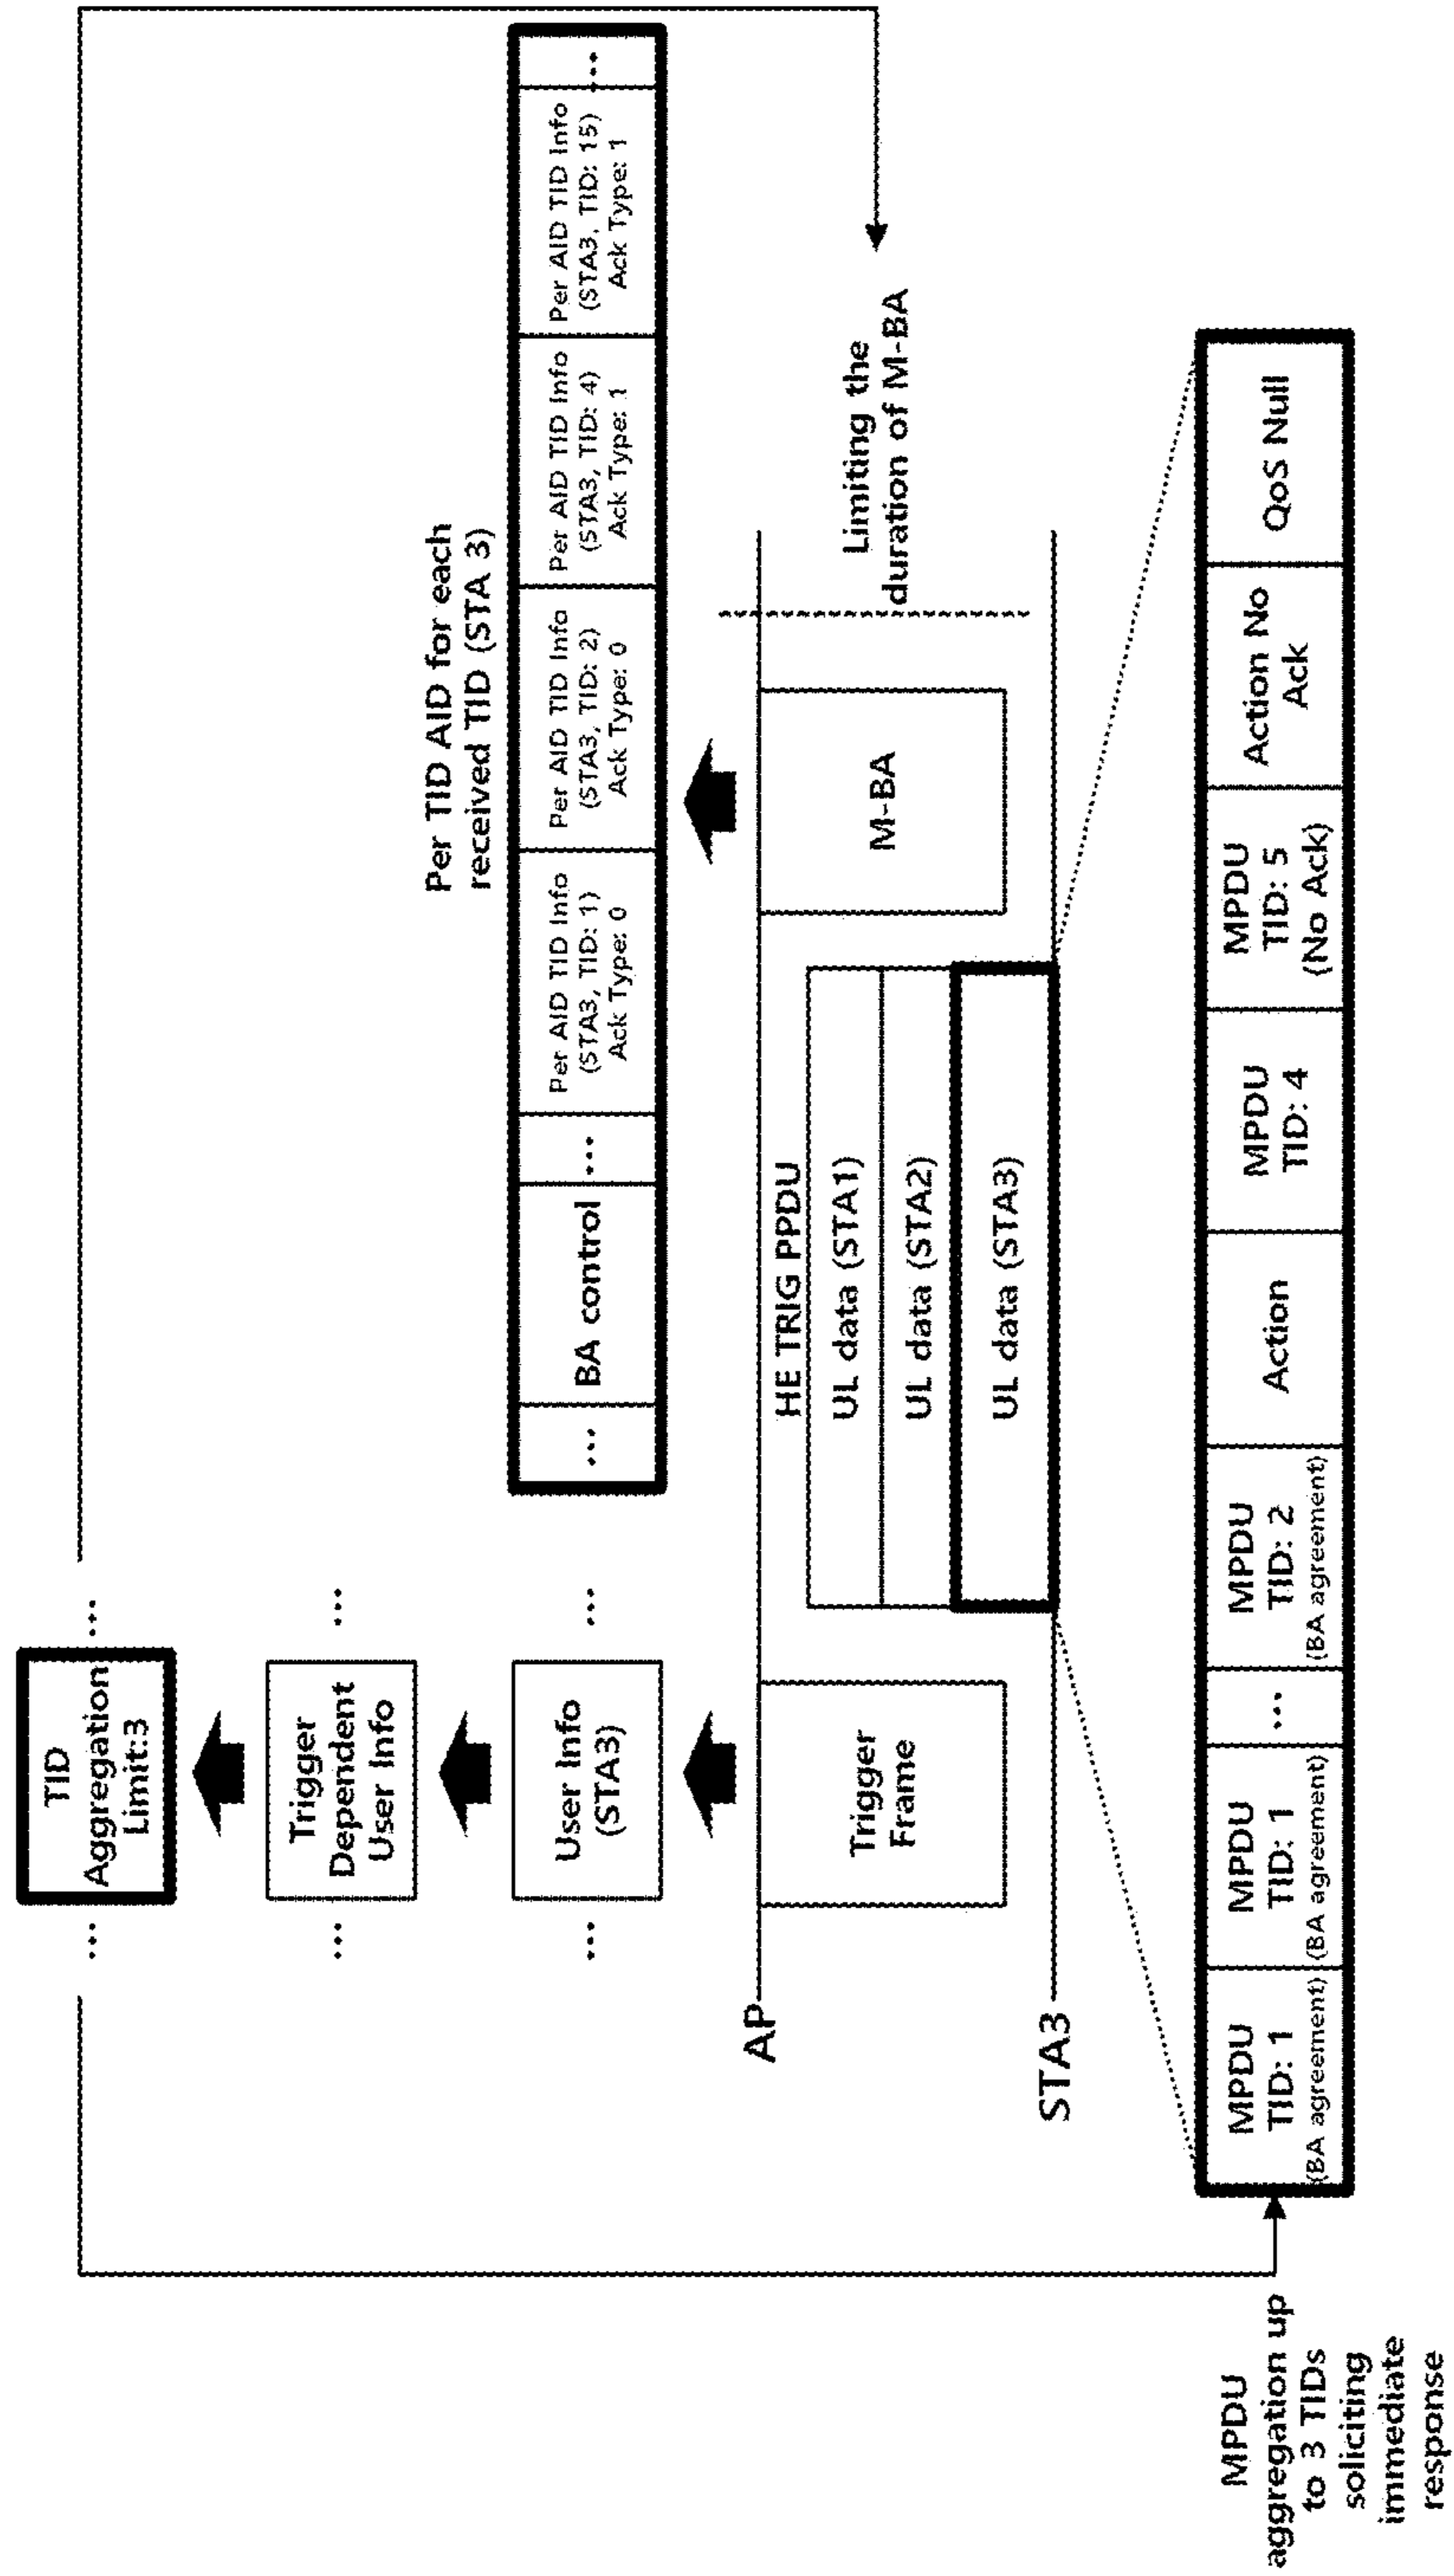 ...
TID
Aggregation
Limit:3
...
...
Trigger
Dependent
User Info
...
...
User Info
(STA3)
...
Per TID AID for each
received TID (STA 3)
...
BA control
...
Per AID TID Info
(STA3, TID: 1)
Ack Type: 0
Per AID TID Info
(STA3, TID: 2)
Ack Type: 0
Per AID TID Info
(STA3, TID: 4)
Ack Type: 1
Per AID TID Info
(STA3, TID: 15)
Ack Type: 1
...
AP
Trigger
Frame
HE TRIG PPDU
UL data (STA1)
UL data (STA2)
UL data (STA3)
M-BA
Limiting the
duration of M-BA
STA3
MPDU
aggregation up
to 3 TIDs
soliciting
immediate
response
MPDU
TID: 1
(BA agreement)
MPDU
TID: 1
(BA agreement)
...
MPDU
TID: 2
(BA agreement)
Action
MPDU
TID: 4
MPDU
TID: 5
(No Ack)
Action No
Ack
QoS Null